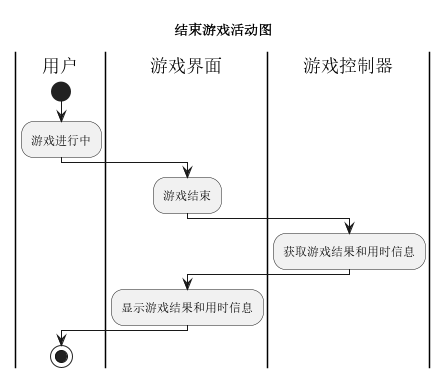 结束游戏活动图
用户
游戏界面
游戏控制器
游戏进行中
游戏结束
获取游戏结果和用时信息
显示游戏结果和用时信息